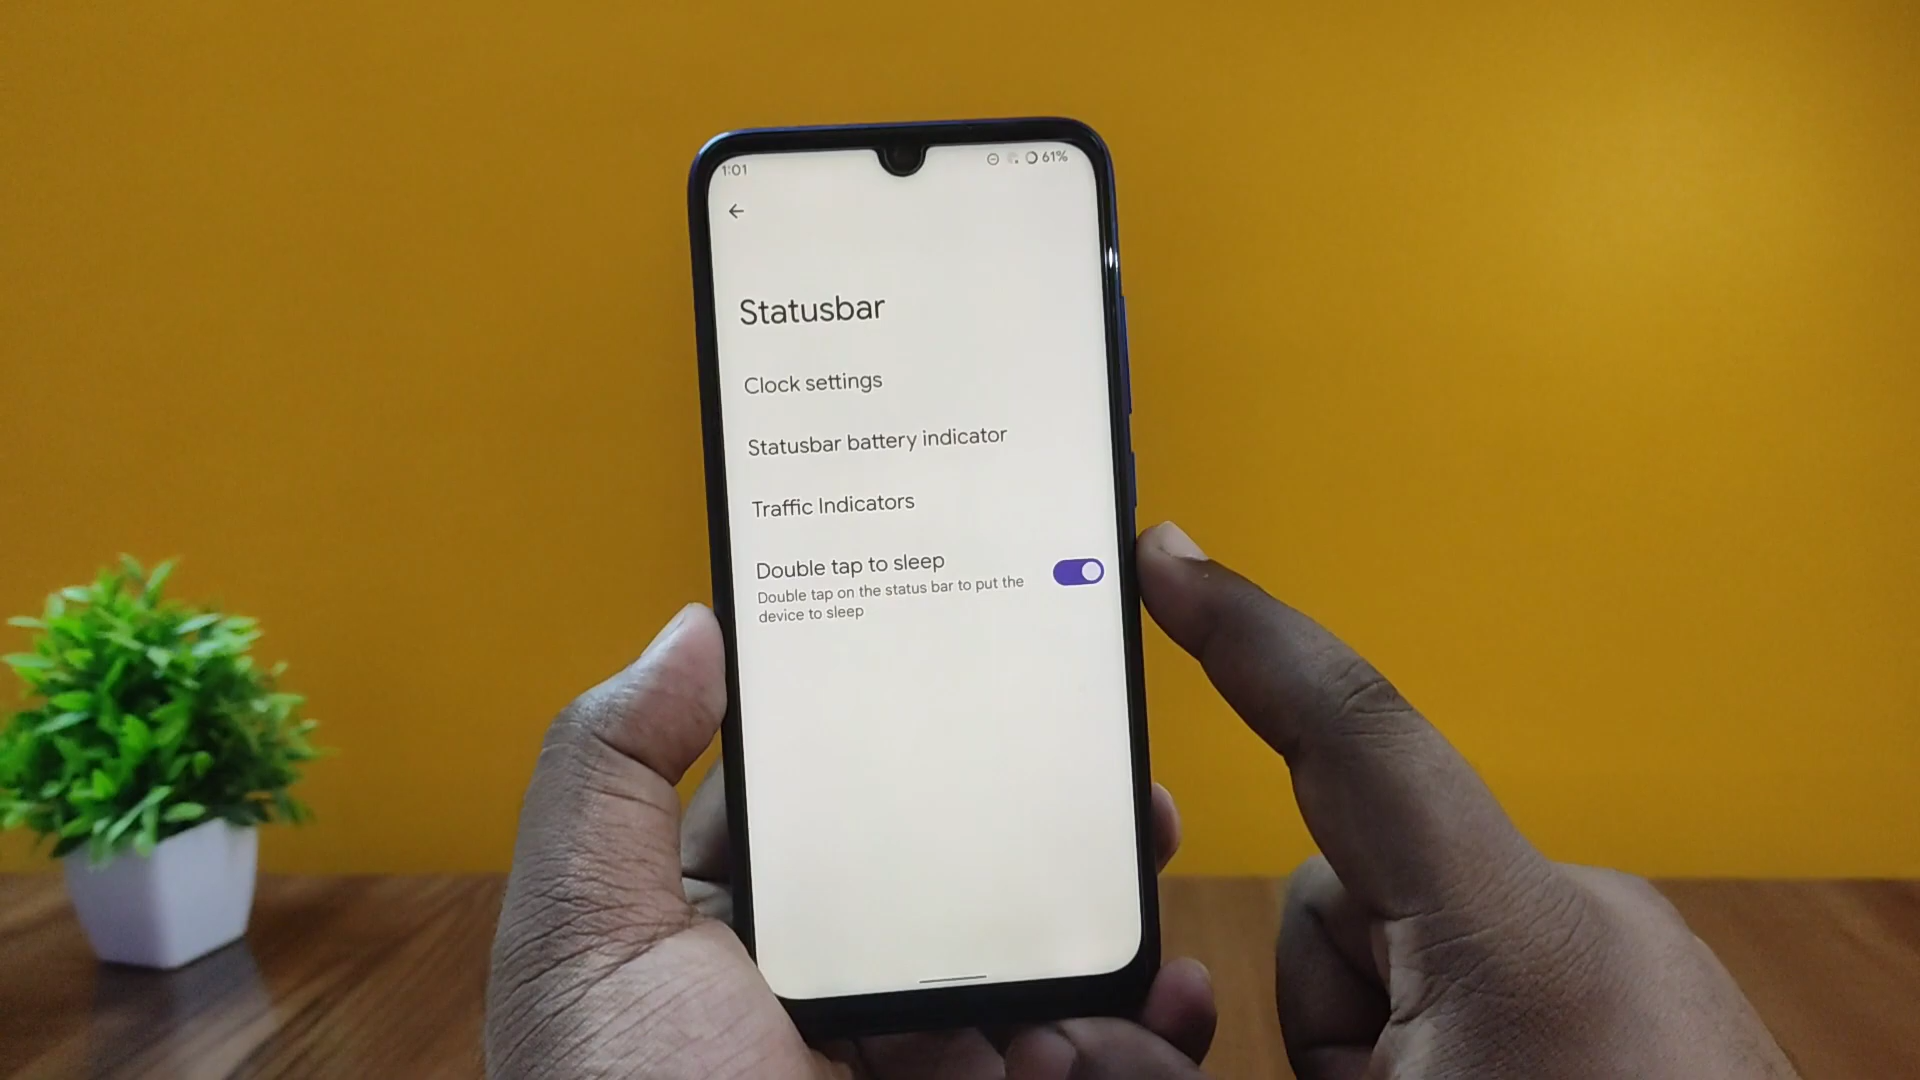 1:01 61%
Statusbar
Clock settings
Statusbar battery indicator
Traffic Indicators
Double tap to sleep
Double tap on the status bar to put the
device to sleep